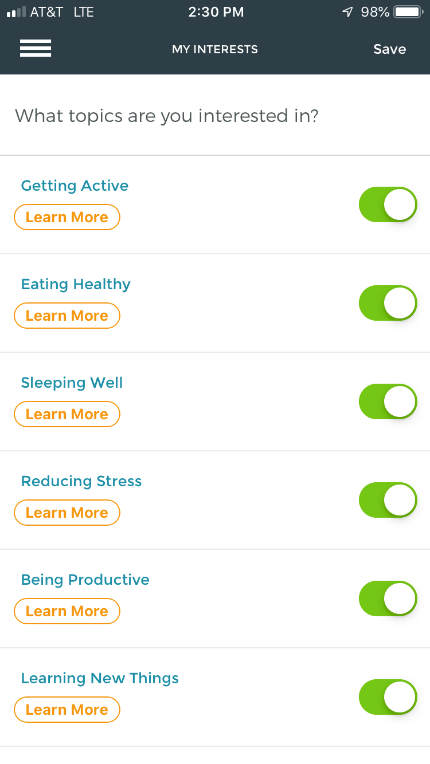 AT&T LTE 2:30 PM 98%
MY INTERESTS Save
What topics are you interested in?
Getting Active
Learn More
Eating Healthy
Learn More
Sleeping Well
Learn More
Reducing Stress
Learn More
Being Productive
Learn More
Learning New Things
Learn More